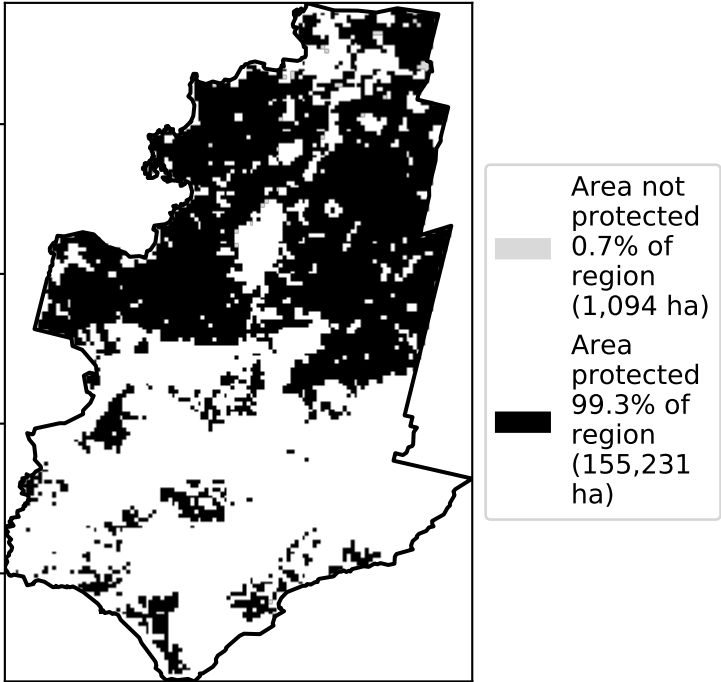 Area not
protected
0.7% of
region
(1,094 ha)
Area
protected
99.3% of
region
(155,231
ha)